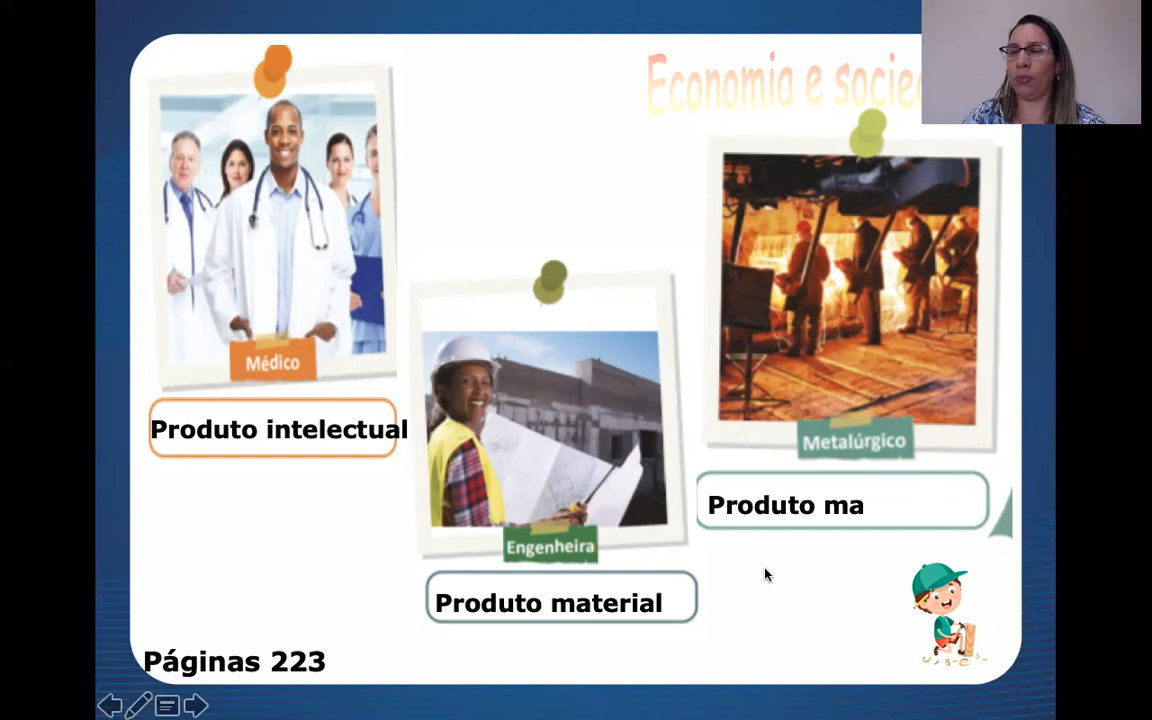 Economia e socie
Médico
Produto intelectual
Metalúrgico
Produto ma
Engenheira
Produto material
Páginas 223